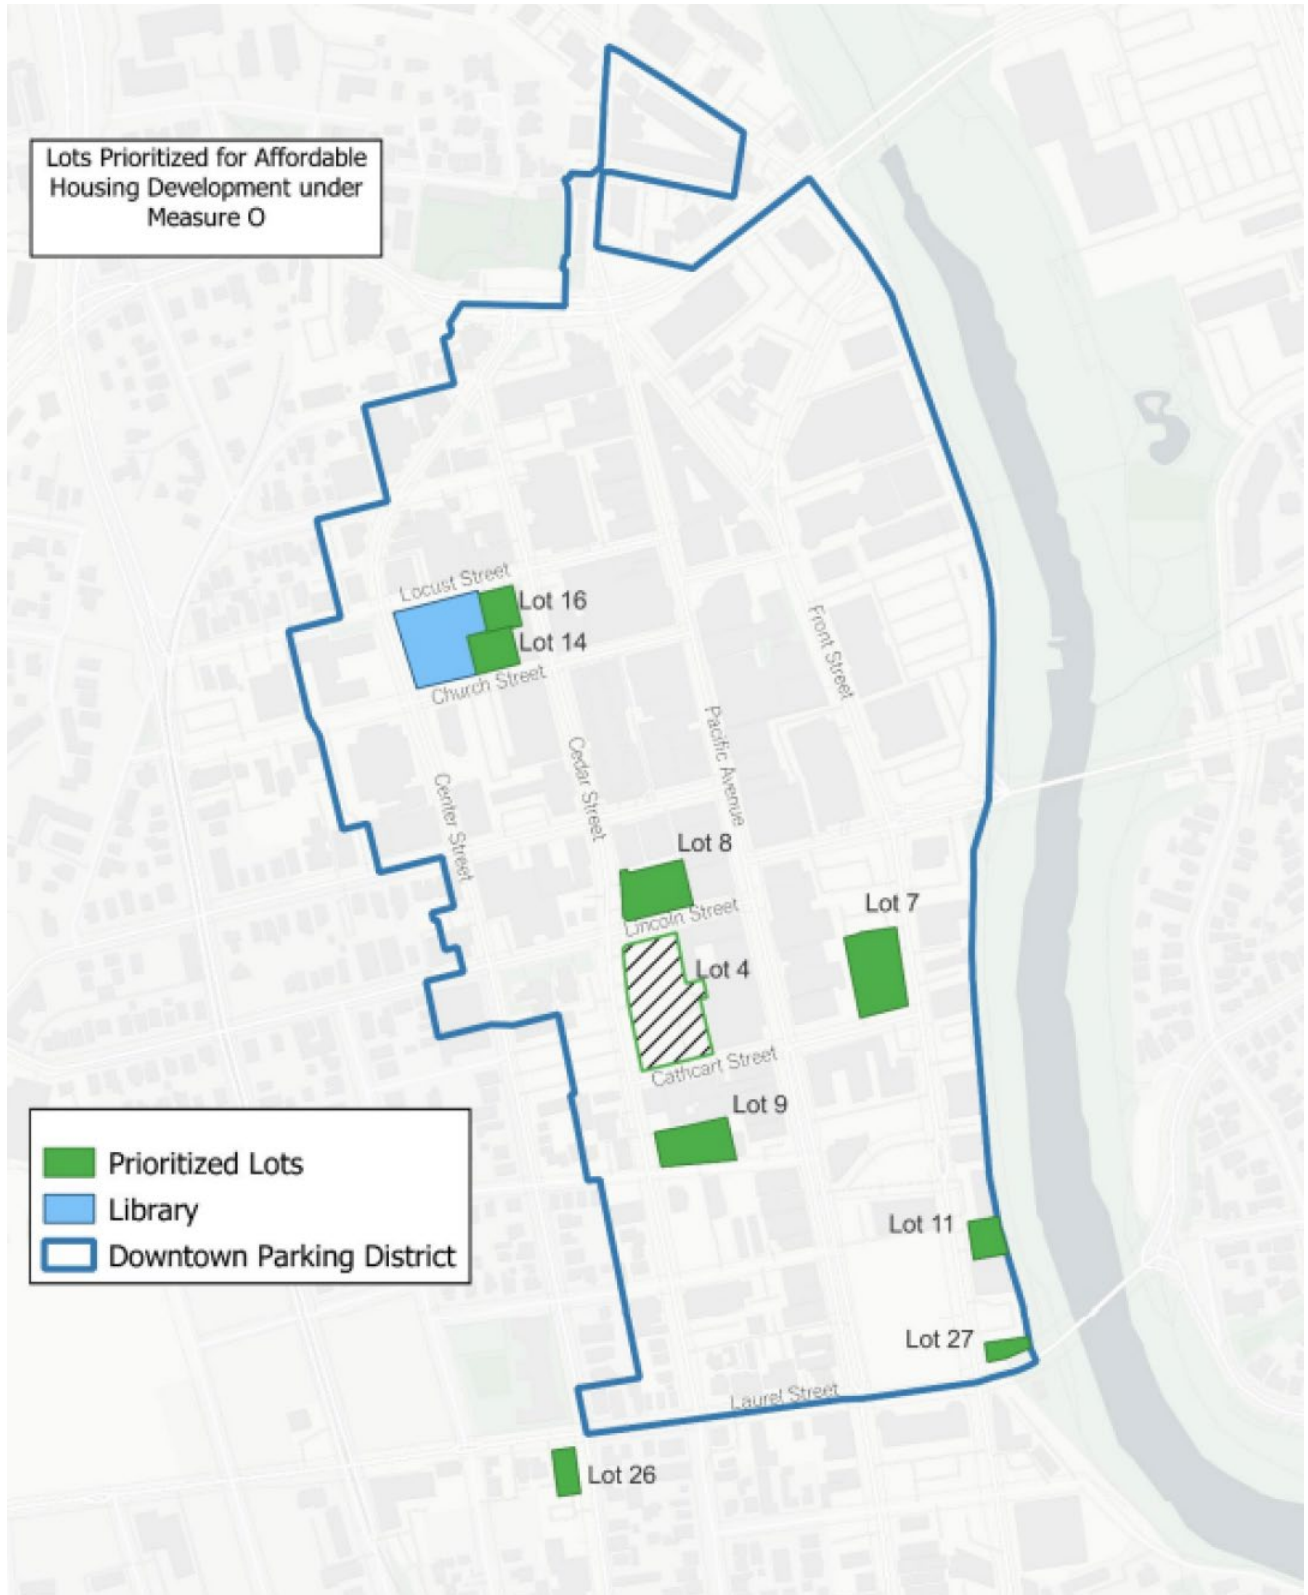 Lots Prioritized for Affordable
Housing Development under
Measure O
Locust Street
Lot 16
Lot 14
Church Street
Front Street
Pacific Avenue
Cedar Street
Center Street
Lot 8
Lincoln Street
Lot 7
Lot 4
Cathcart Street
Lot 9
Prioritized Lots
Library
Downtown Parking District
Lot 11
Lot 27
Laurel Street
Lot 26